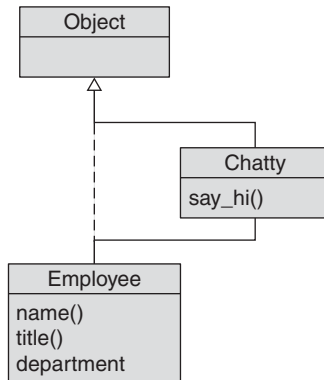 Object
Chatty
say_hi()
Employee
name()
title()
department